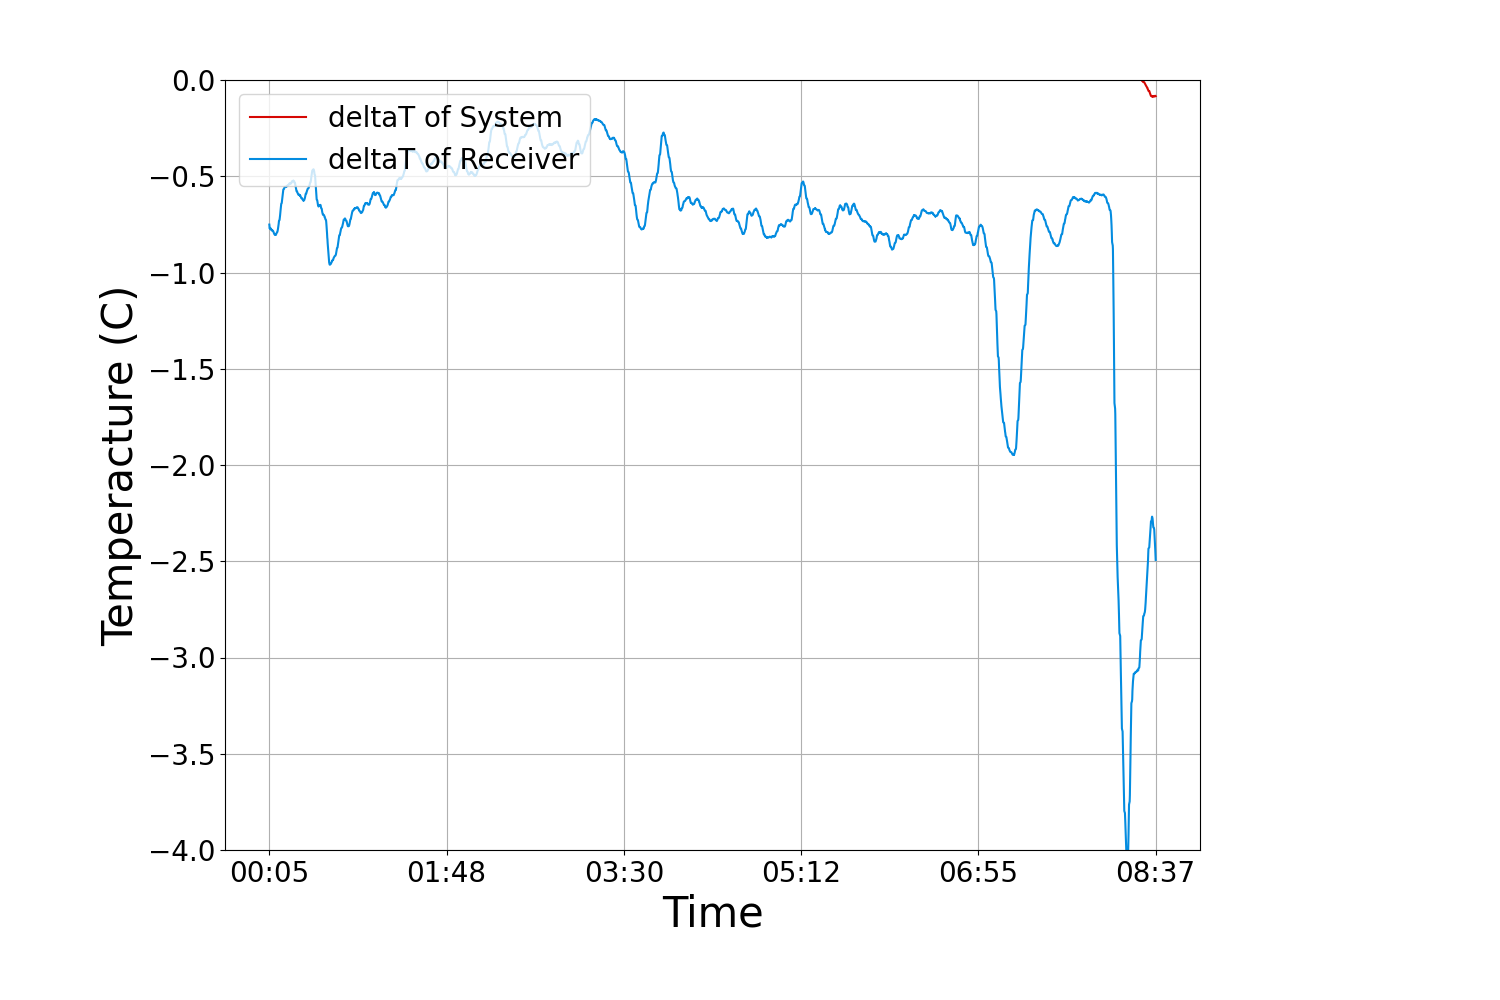 deltaT of System
deltaT of Receiver
0.0
−0.5
−1.0
−1.5
−2.0
−2.5
−3.0
−3.5
−4.0
Temperacture (C)
00:05 01:48 03:30 05:12 06:55 08:37
Time